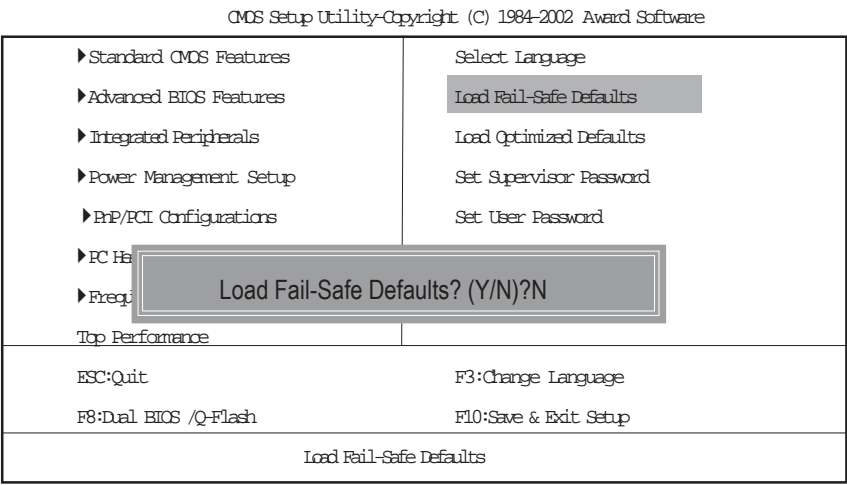 CMOS Setup Utility-Copyright (C) 1984-2002 Award Software
▶Standard CMOS Features
▶Advanced BIOS Features
▶Integrated Peripherals
▶Power Management Setup
▶PnP/PCI Configurations
▶PC Hea
▶Frequ
Top Performance
Select Language
Load Fail-Safe Defaults
Load Optimized Defaults
Set Supervisor Password
Set User Password
Load Fail-Safe Defaults? (Y/N)?N
ESC:Quit
F3:Change Language
F8:Dual BIOS /Q-Flash
F10:Save & Exit Setup
Load Fail-Safe Defaults